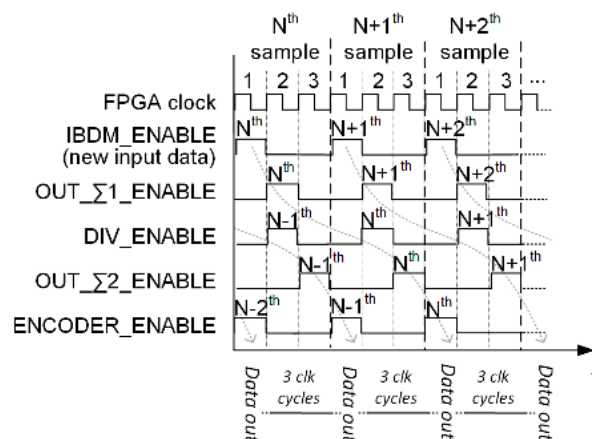 Nth N+1th N+2th
sample sample sample
1 2 3 1 2 3 1 2 3 ...
FPGA clock
IBDM_ENABLE Nth N+1th N+2th
(new input data)
OUT_∑1_ENABLE Nth N+1th N+2th
DIV_ENABLE N-1th Nth N+1th
OUT_∑2_ENABLE N-1th Nth N+1th
ENCODER_ENABLE N-2th N-1th Nth
Data out 3 clk cycles Data out 3 clk cycles Data out 3 clk cycles Data out